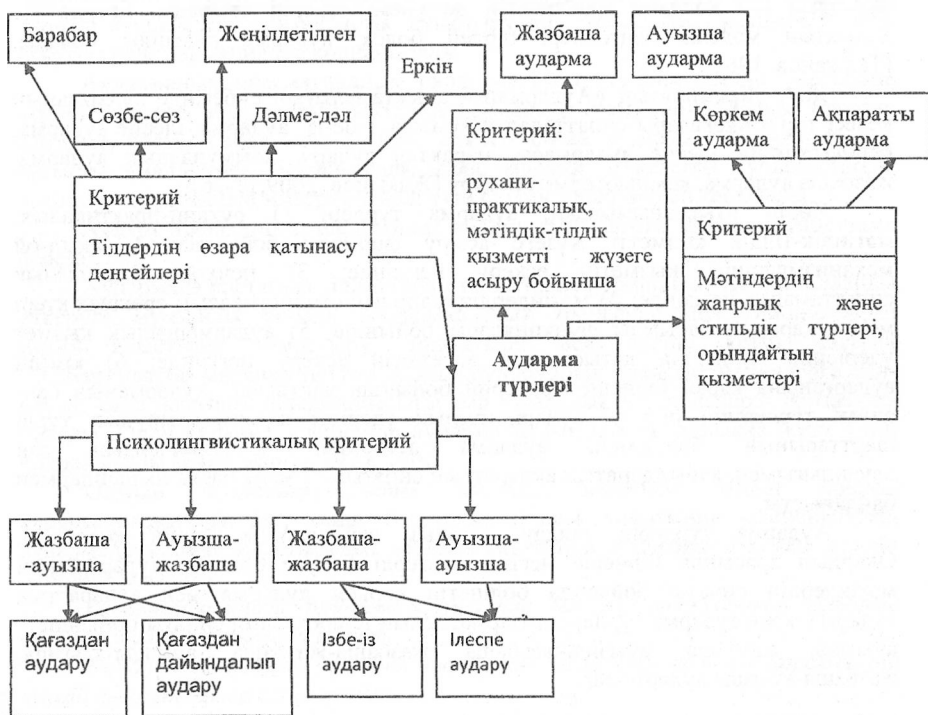 Барабар
Жеңілдетілген
Жазбаша
аударма
Ауызша
аударма
Еркін
Сөзбе-сөз
Дәлме-дәл
Көркем
аударма
Ақпаратты
аударма
Критерий:
рухани-
практикалық,
мәтіндік-тілдік
қызметті жүзеге
асыру бойынша
Критерий
Тілдердің өзара қатынасу
деңгейлері
Критерий
Мәтіндердің
жанрлық және
стильдік түрлері,
орындайтын
қызметтері
Аударма
түрлері
Психолингвистикалық критерий
Жазбаша
-ауызша
Ауызша-
жазбаша
Жазбаша-
жазбаша
Ауызша-
ауызша
Қағаздан
аудару
Қағаздан
дайындалып
аудару
Ізбе-із
аудару
Ілеспе
аудару